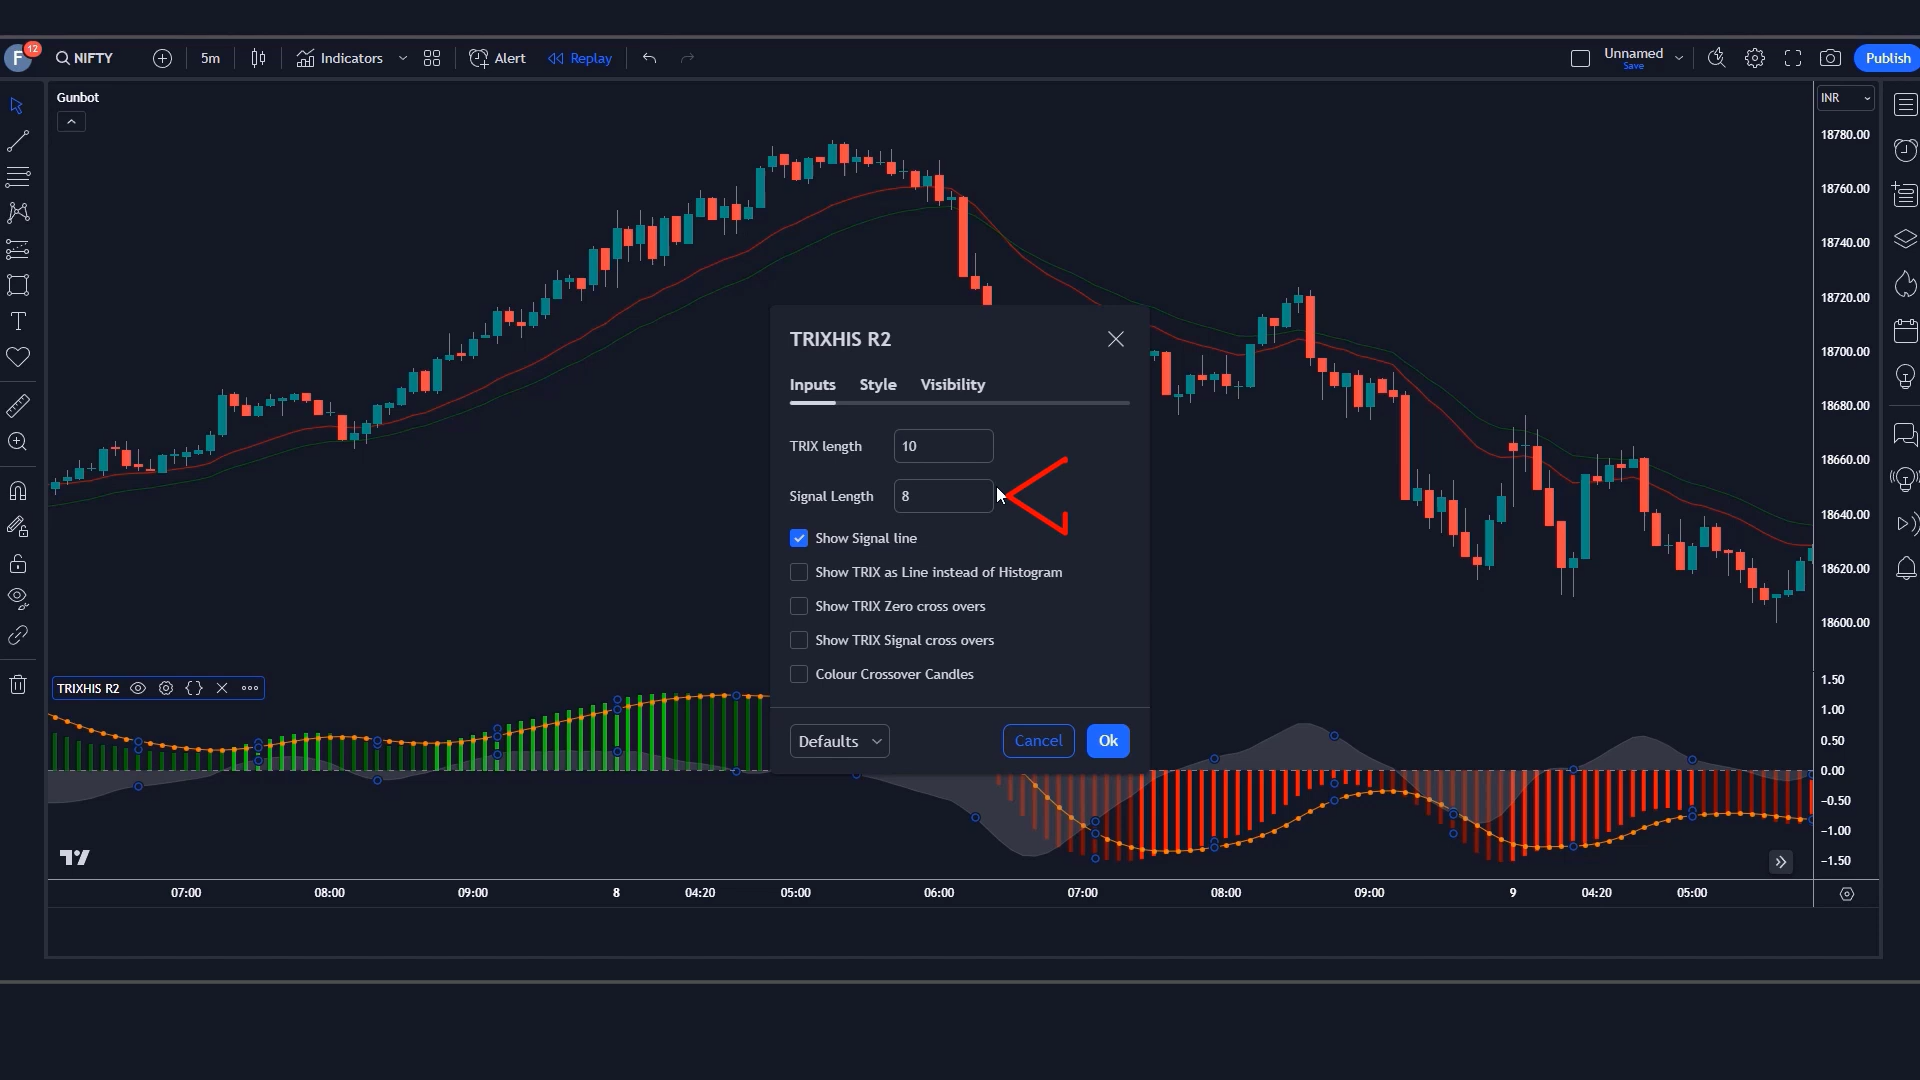 F 12 NIFTY 5m Indicators Alert Replay Unnamed Save Publish
Gunbot
INR
18780.00
18760.00
18740.00
18720.00
18700.00
18680.00
18660.00
18640.00
18620.00
18600.00
TRIXHIS R2
Inputs Style Visibility
TRIX length 10
Signal Length 8
Show Signal line
Show TRIX as Line instead of Histogram
Show TRIX Zero cross overs
Show TRIX Signal cross overs
Colour Crossover Candles
Defaults Cancel Ok
TRIXHIS R2
1.50
1.00
0.50
0.00
−0.50
−1.00
−1.50
07:00 08:00 09:00 8 04:20 05:00 06:00 07:00 08:00 09:00 9 04:20 05:00